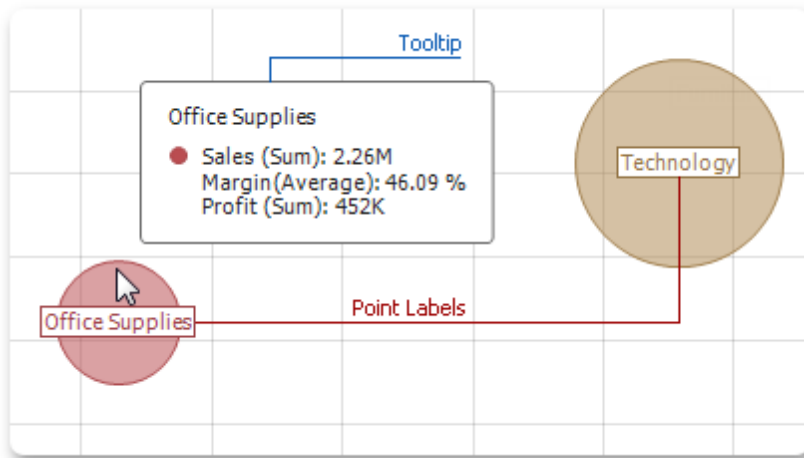 Tooltip
Office Supplies
Sales (Sum): 2.26M
Margin(Average): 46.09 %
Profit (Sum): 452K
Technology
Point Labels
Office Supplies